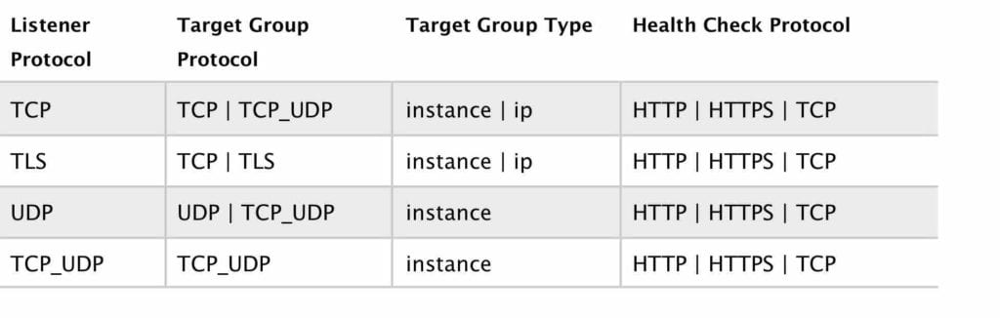 Listener Protocol	Target Group Protocol	Target Group Type	Health Check Protocol
TCP	TCP | TCP_UDP	instance | ip	HTTP | HTTPS | TCP
TLS	TCP | TLS	instance | ip	HTTP | HTTPS | TCP
UDP	UDP | TCP_UDP	instance	HTTP | HTTPS | TCP
TCP_UDP	TCP_UDP	instance	HTTP | HTTPS | TCP